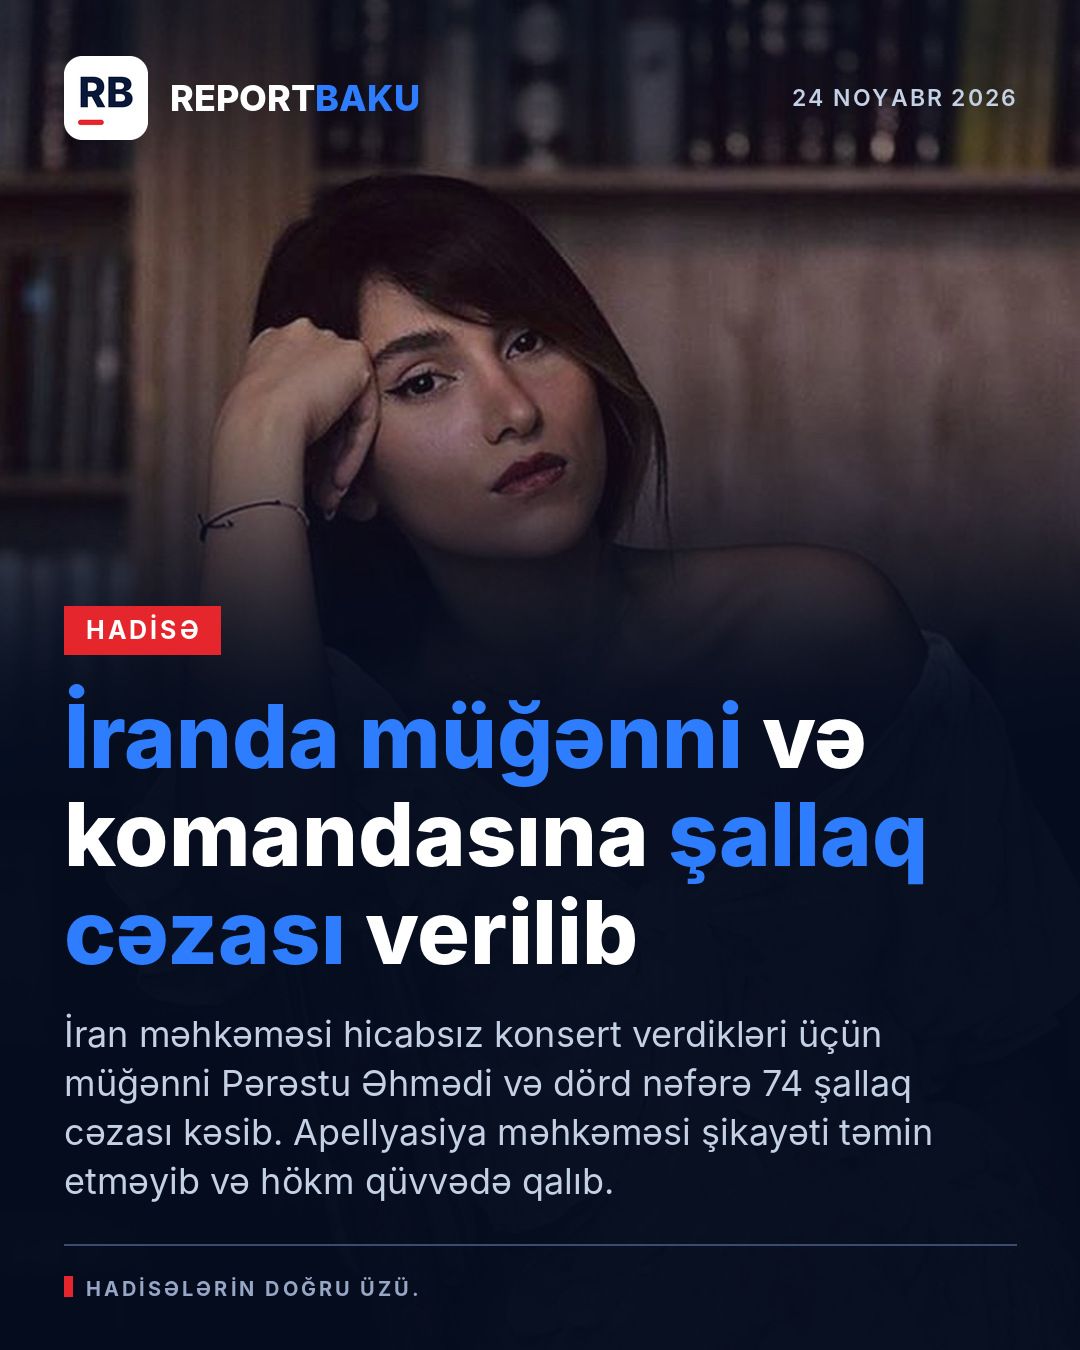 RB
REPORTBAKU
24 NOYABR 2026
HADİSƏ
İranda müğənni və
komandasına şallaq
cəzası verilib
İran məhkəməsi hicabsız konsert verdikləri üçün
müğənni Pərəstu Əhmədi və dörd nəfərə 74 şallaq
cəzası kəsib. Apellyasiya məhkəməsi şikayəti təmin
etməyib və hökm qüvvədə qalıb.
HADİSƏLƏRİN DOĞRU ÜZÜ.